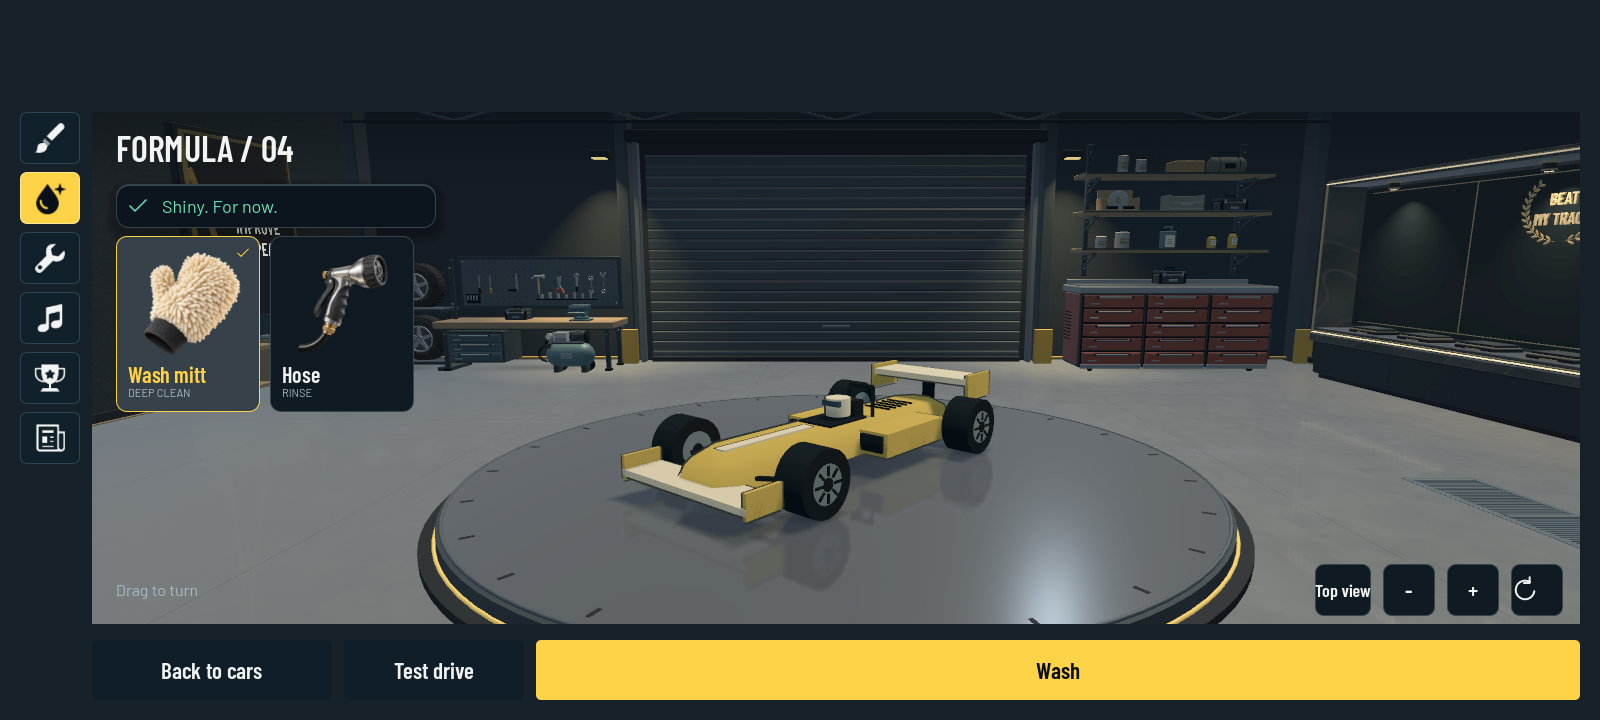 FORMULA / 04
Shiny. For now.
Wash mitt
DEEP CLEAN
Hose
RINSE
BEAT
MY TRAC
Drag to turn
Top view
-
+
Back to cars
Test drive
Wash